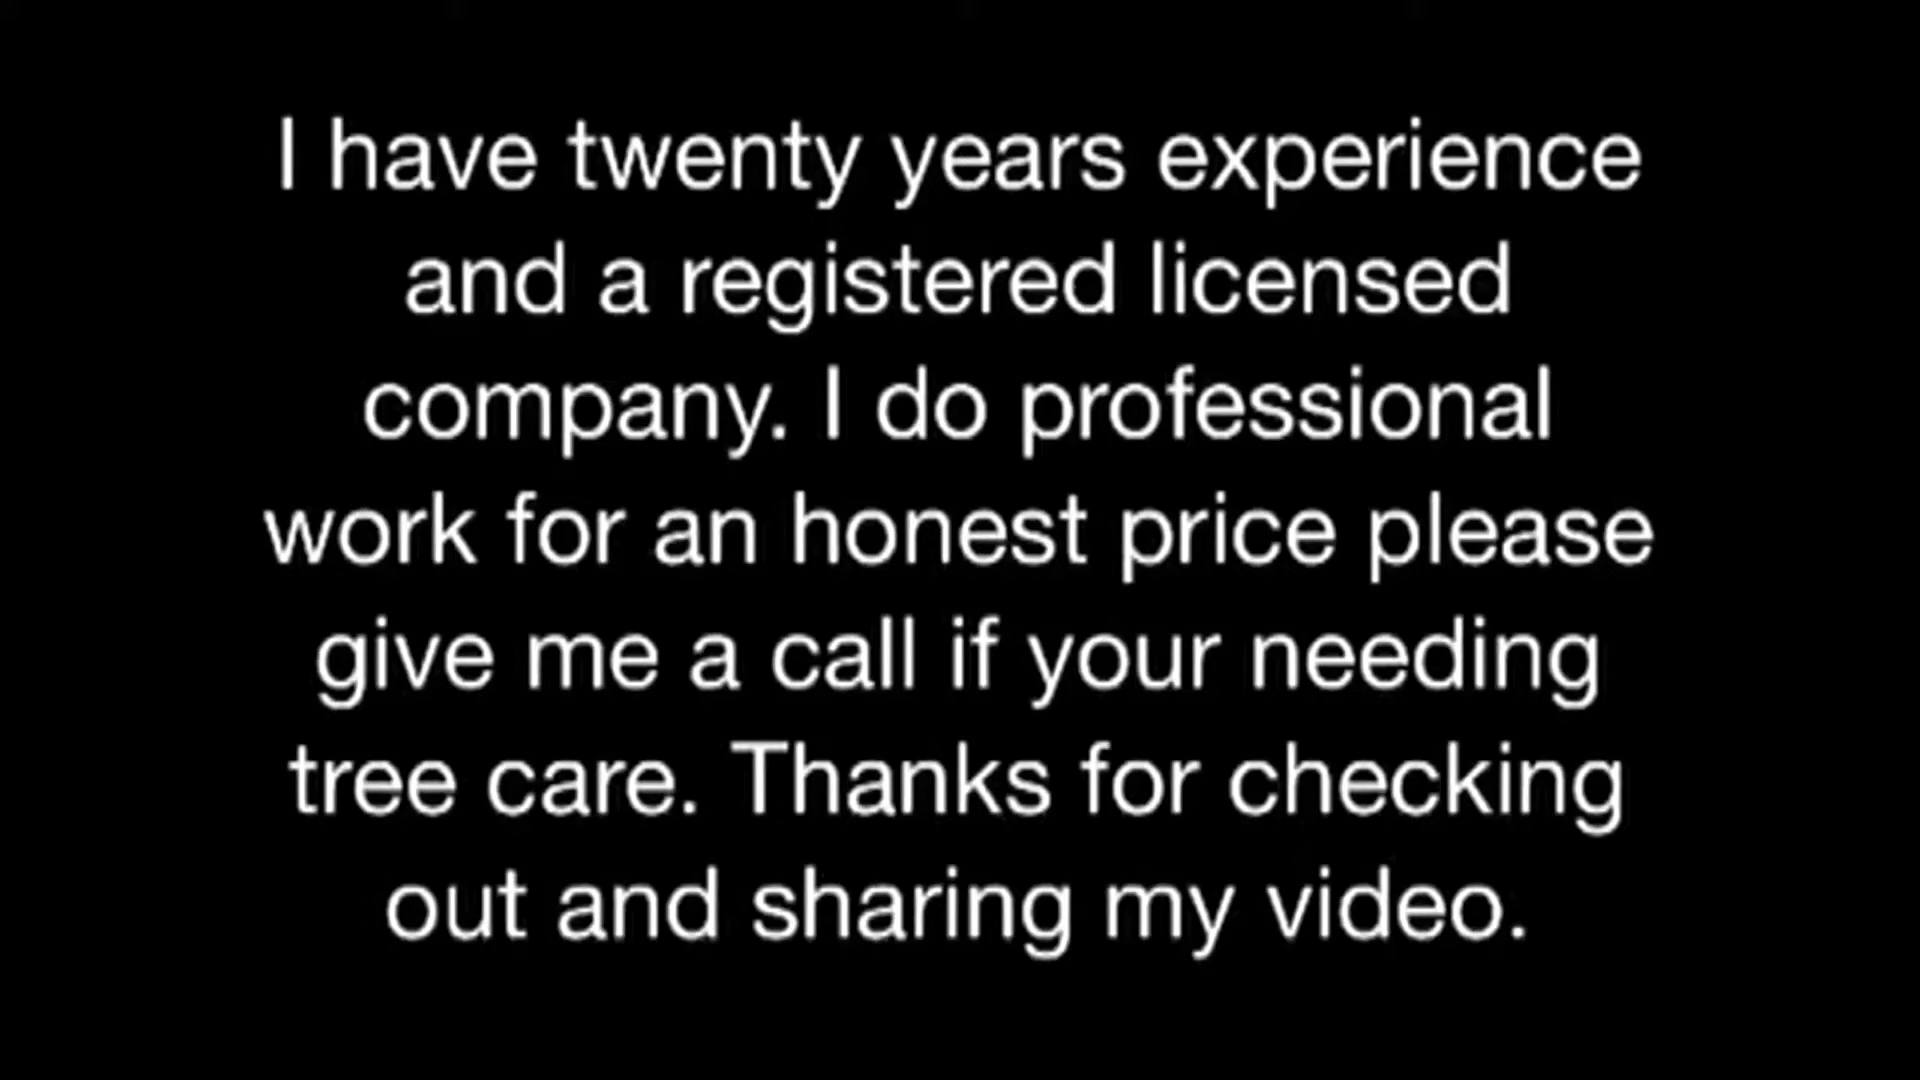 I have twenty years experience
and a registered licensed
company. I do professional
work for an honest price please
give me a call if your needing
tree care. Thanks for checking
out and sharing my video.